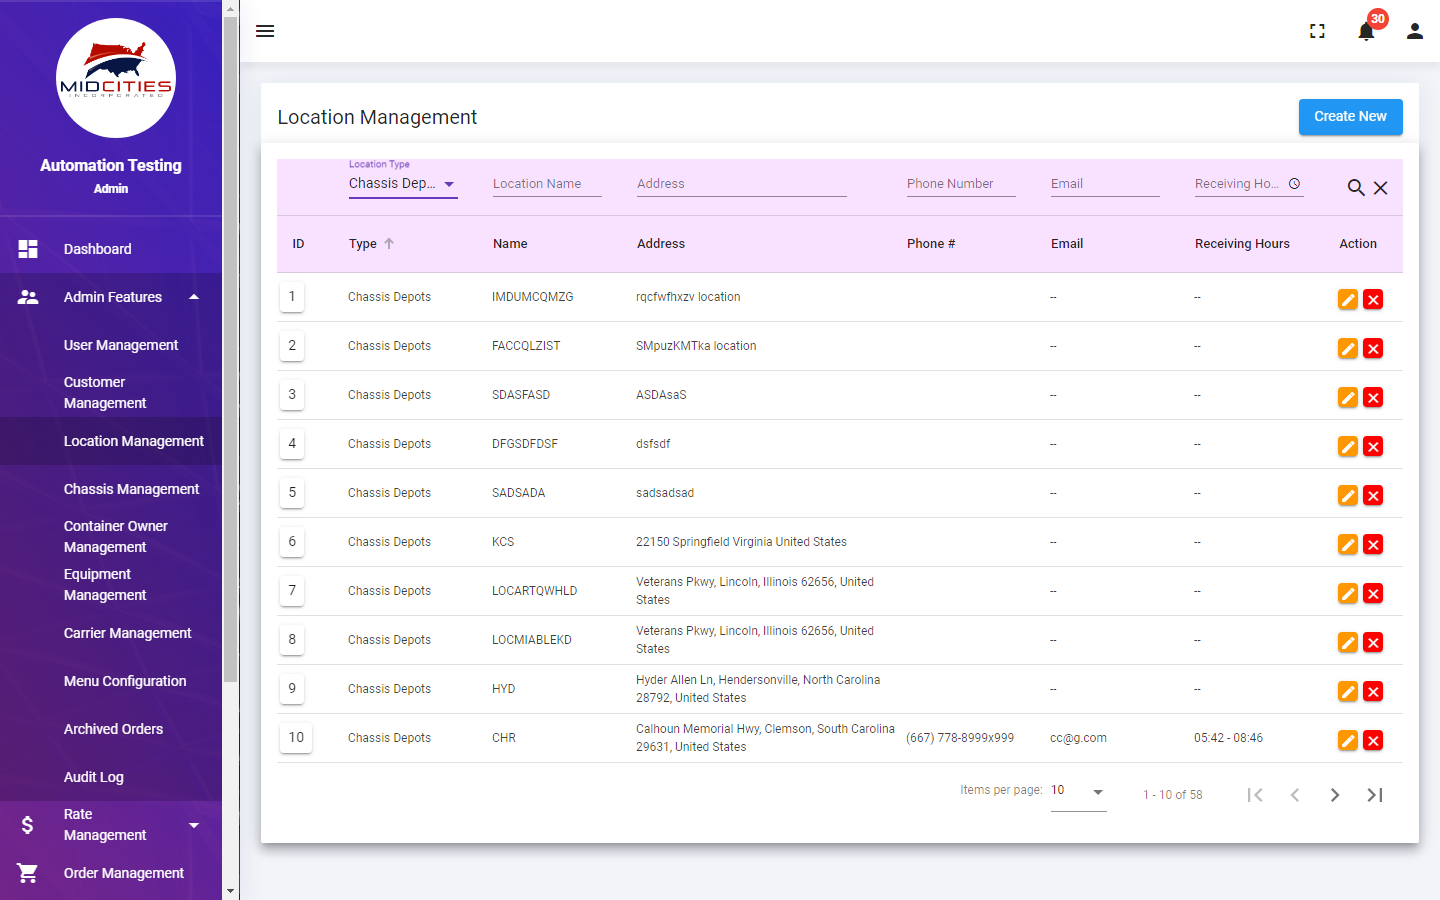 MIDCITIES
INCORPORATED
Automation Testing
Admin
Dashboard
Admin Features
User Management
Customer
Management
Location Management
Chassis Management
Container Owner
Management
Equipment
Management
Carrier Management
Menu Configuration
Archived Orders
Audit Log
Rate
Management
Order Management
30
Location Management
Create New
Location Type
Chassis Dep... Location Name Address Phone Number Email Receiving Ho...
ID Type Name Address Phone # Email Receiving Hours Action
1 Chassis Depots IMDUMCQMZG rqcfwfhxzv location -- --
2 Chassis Depots FACCQLZIST SMpuzKMTka location -- --
3 Chassis Depots SDASFASD ASDAsaS -- --
4 Chassis Depots DFGSDFDSF dsfsdf -- --
5 Chassis Depots SADSADA sadsadsad -- --
6 Chassis Depots KCS 22150 Springfield Virginia United States -- --
7 Chassis Depots LOCARTQWHLD Veterans Pkwy, Lincoln, Illinois 62656, United
States -- --
8 Chassis Depots LOCMIABLEKD Veterans Pkwy, Lincoln, Illinois 62656, United
States -- --
9 Chassis Depots HYD Hyder Allen Ln, Hendersonville, North Carolina
28792, United States -- --
10 Chassis Depots CHR Calhoun Memorial Hwy, Clemson, South Carolina
29631, United States (667) 778-8999x999 cc@g.com 05:42 - 08:46
Items per page: 10 1 - 10 of 58